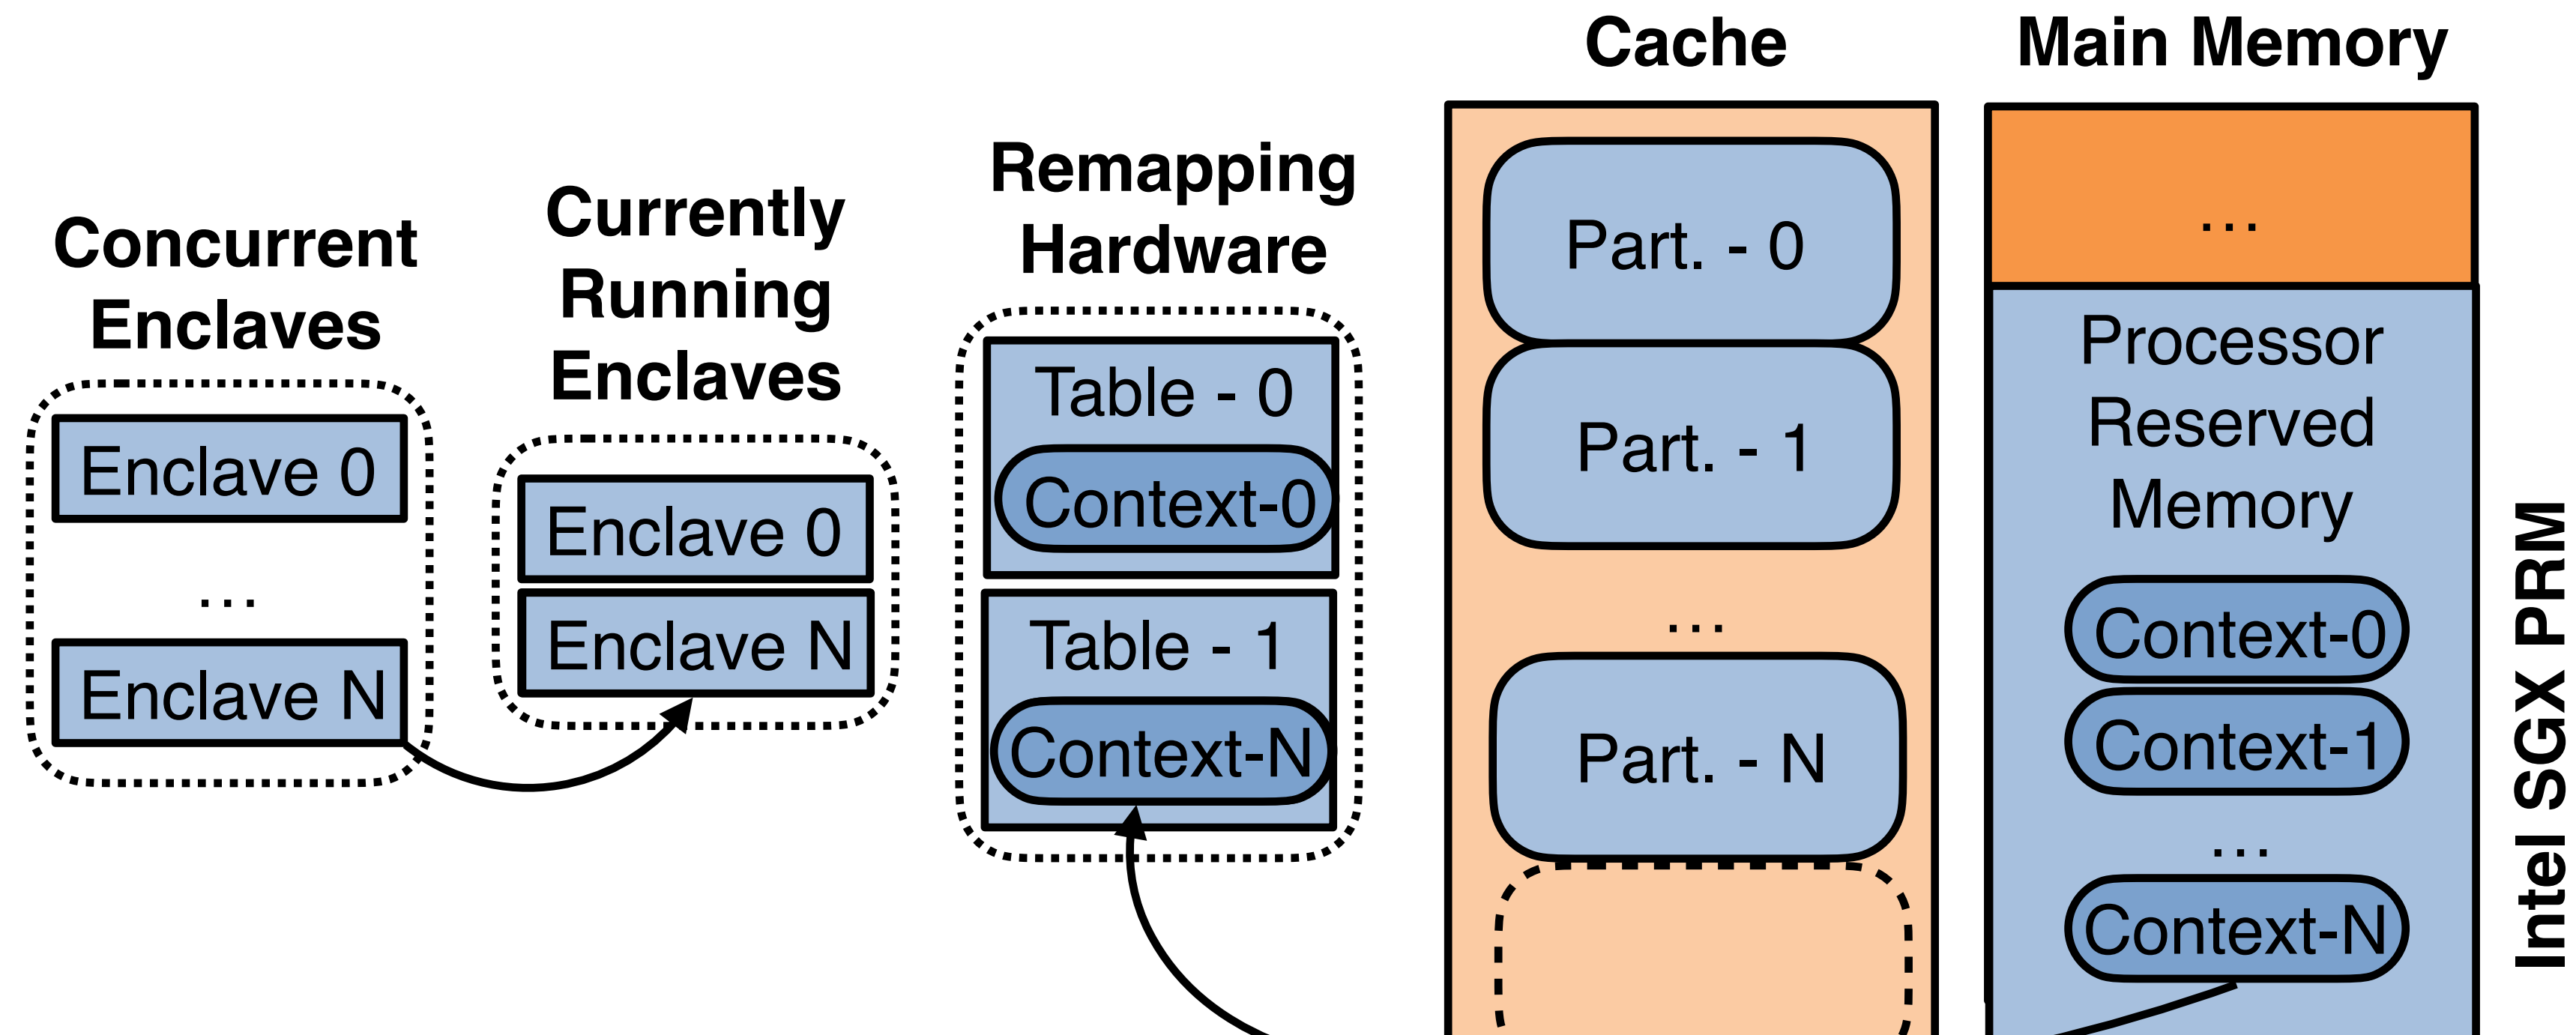 Concurrent
Enclaves
Enclave 0
...
Enclave N
Currently
Running
Enclaves
Enclave 0
Enclave N
Remapping
Hardware
Table - 0
Context-0
Table - 1
Context-N
Cache
Part. - 0
Part. - 1
...
Part. - N
Main Memory
...
Processor
Reserved
Memory
Context-0
Context-1
...
Context-N
Intel SGX PRM